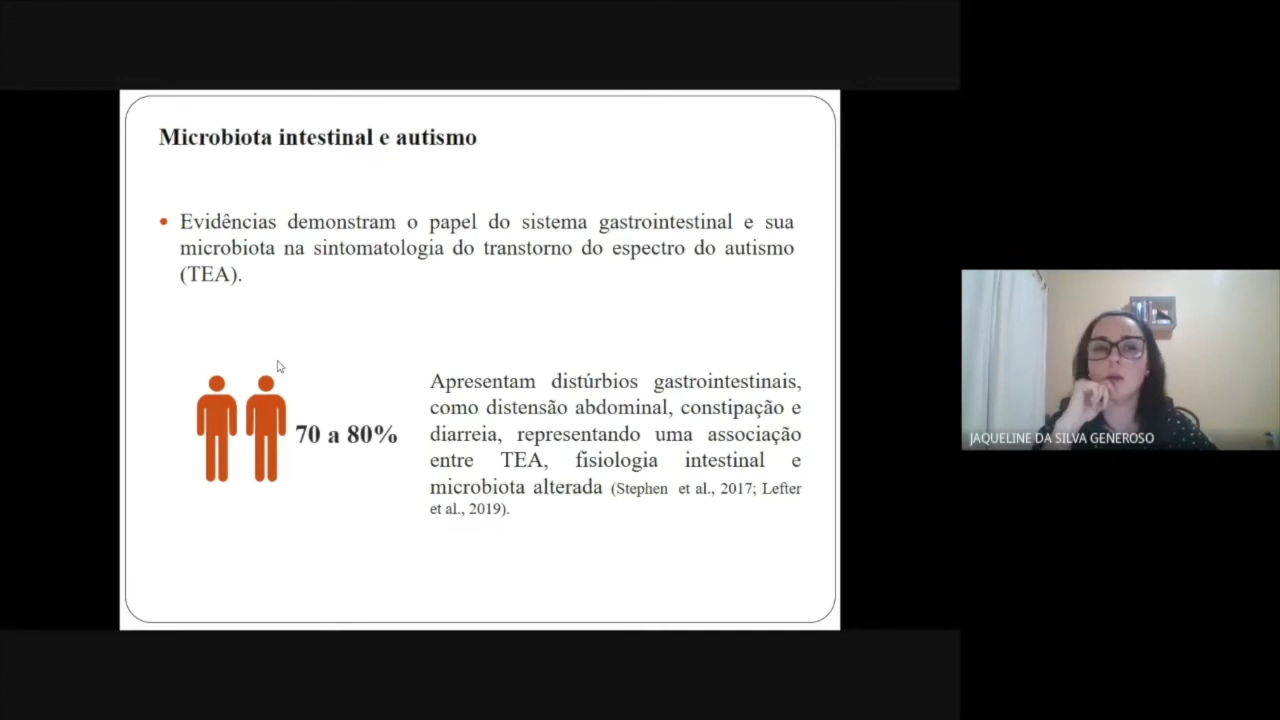 Microbiota intestinal e autismo
Evidências demonstram o papel do sistema gastrointestinal e sua
microbiota na sintomatologia do transtorno do espectro do autismo
(TEA).
70 a 80%
Apresentam distúrbios gastrointestinais,
como distensão abdominal, constipação e
diarreia, representando uma associação
entre TEA, fisiologia intestinal e
microbiota alterada (Stephen et al., 2017; Lefter
et al., 2019).
JAQUELINE DA SILVA GENEROSO